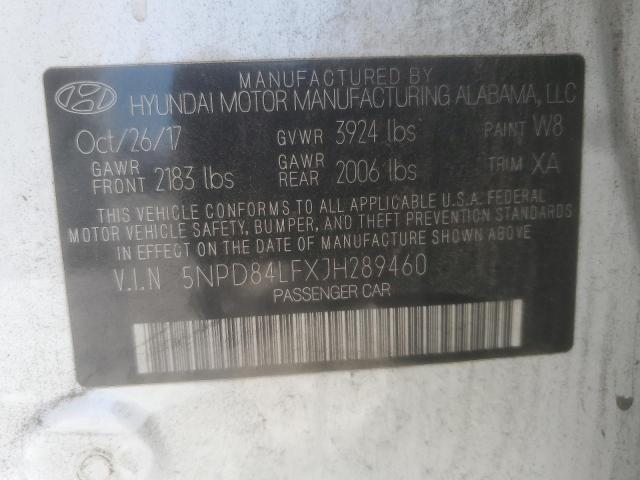 MANUFACTURED BY
HYUNDAI MOTOR MANUFACTURING ALABAMA, LLC
Oct/26/17 GVWR 3924 lbs PAINT W8
GAWR FRONT 2183 lbs GAWR REAR 2006 lbs TRIM XA
THIS VEHICLE CONFORMS TO ALL APPLICABLE U.S.A. FEDERAL
MOTOR VEHICLE SAFETY, BUMPER, AND THEFT PREVENTION STANDARDS
IN EFFECT ON THE DATE OF MANUFACTURE SHOWN ABOVE.
V.I.N 5NPD84LFXJH289460
PASSENGER CAR